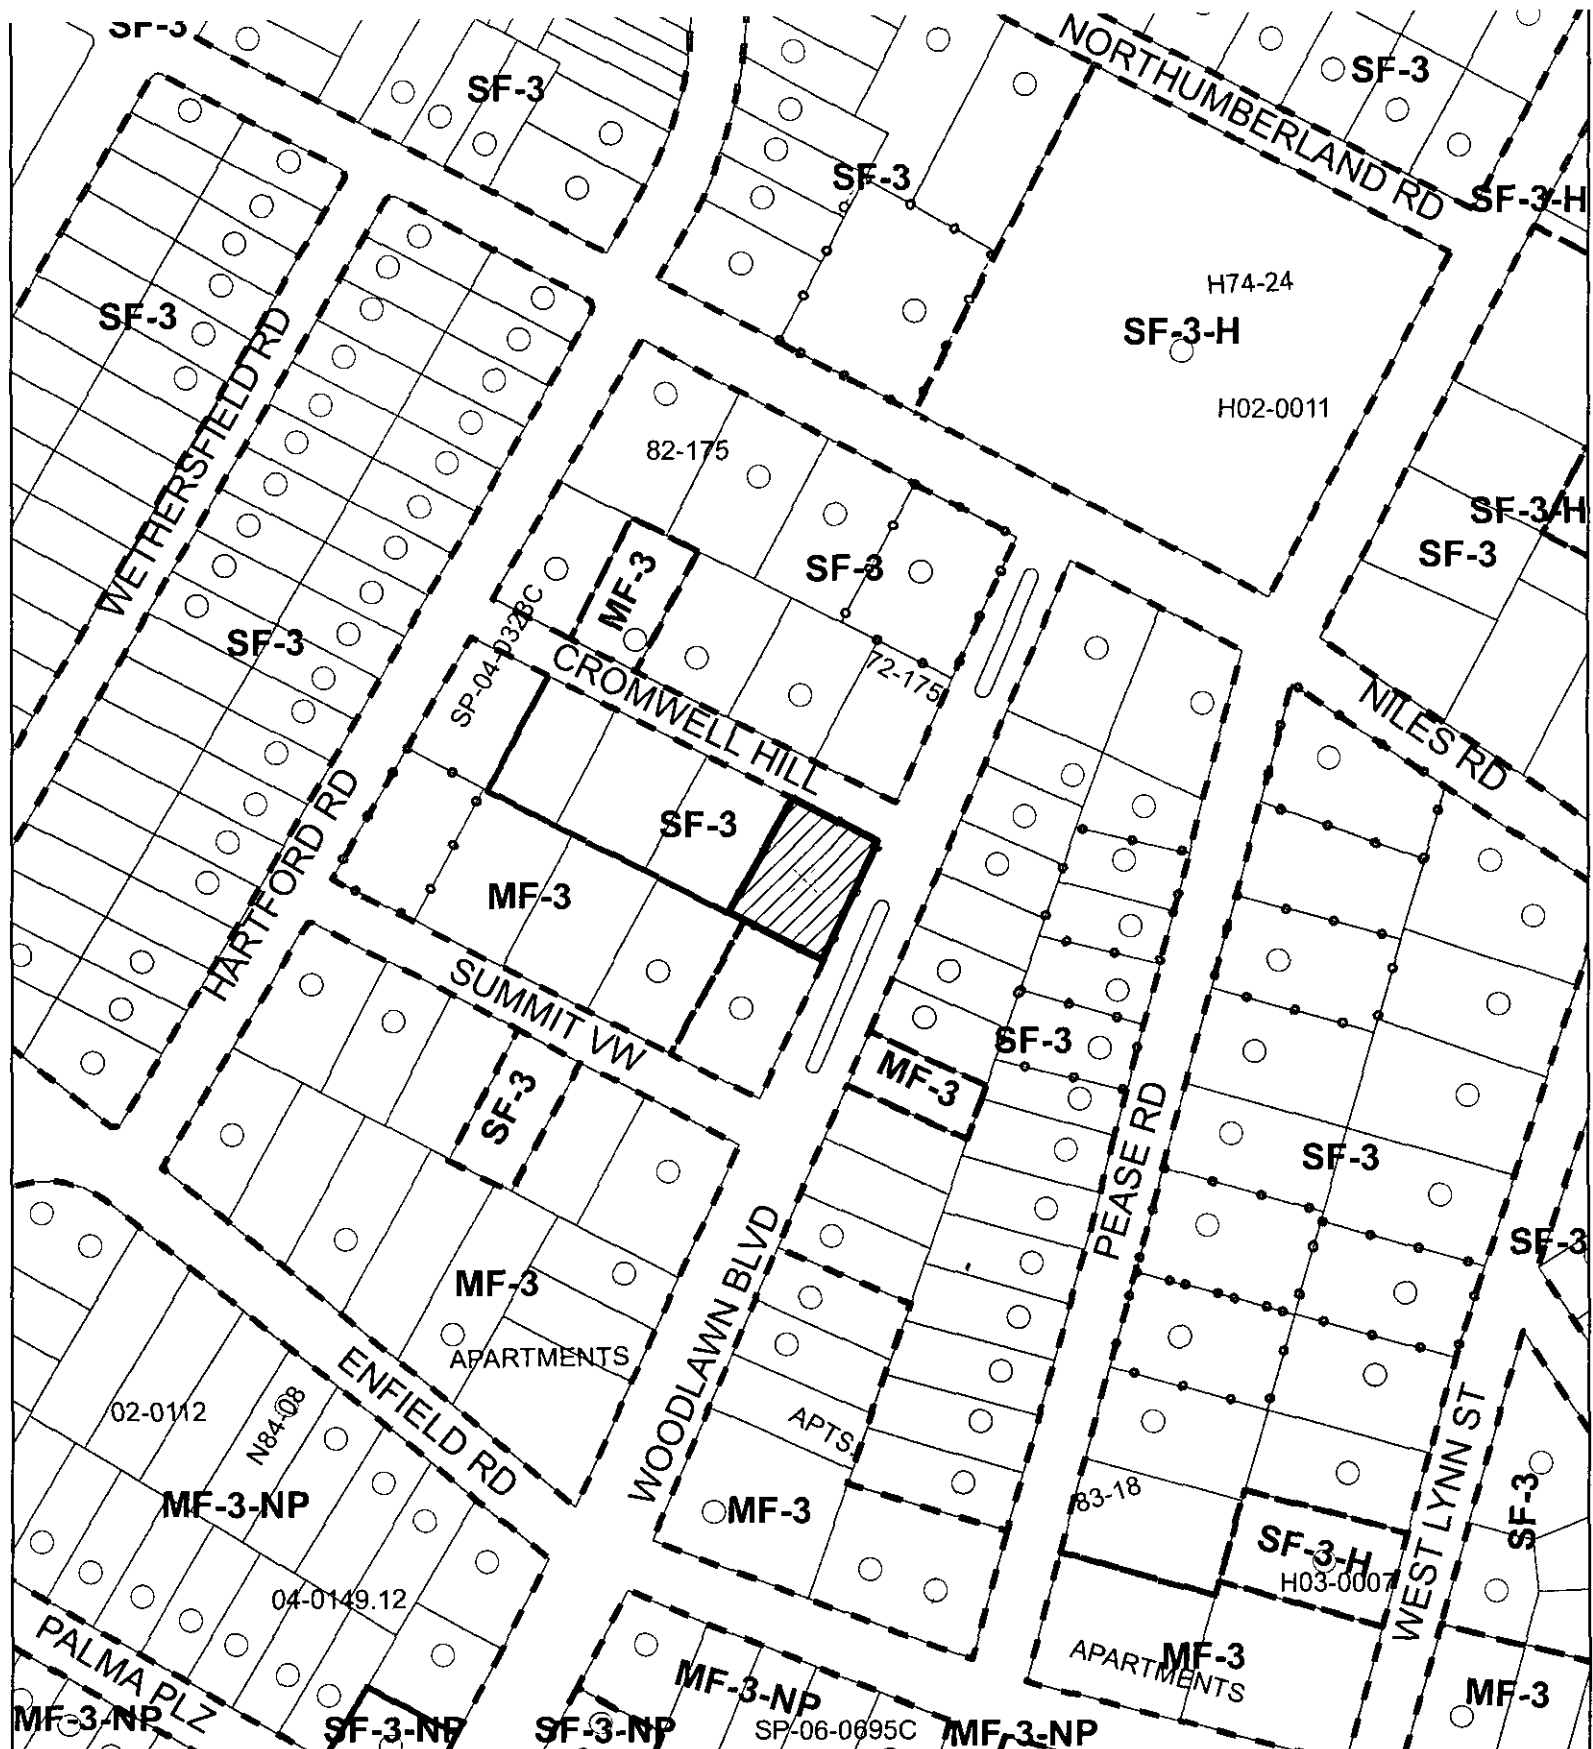 SF-3
NORTHUMBERLAND RD
SF-3
SF-3
SF-3
SF-3-H
H74-24
SF-3
SF-3-H
H02-0011
WETHERSFIELD RD
82-175
SF-3-H
SF-3
SF-3
MF-3
SF-3
SP-04-0323BC
CROMWELL HILL
72-175
NILES RD
HARTFORD RD
SF-3
MF-3
SUMMIT VW
SF-3
MF-3
SF-3
PEASE RD
SF-3
SF-3
WOODLAWN BLVD
MF-3
APARTMENTS
ENFIELD RD
02-0112
N84-08
APTS.
WEST LYNN ST
MF-3-NP
MF-3
83-18
SF-3
SF-3-H
H03-0007
04-0149.12
PALMA PLZ
MF-3
APARTMENTS
MF-3-NP
MF-3
MF-3-NP
SF-3-NP
SF-3-NP
SP-06-0695C
MF-3-NP